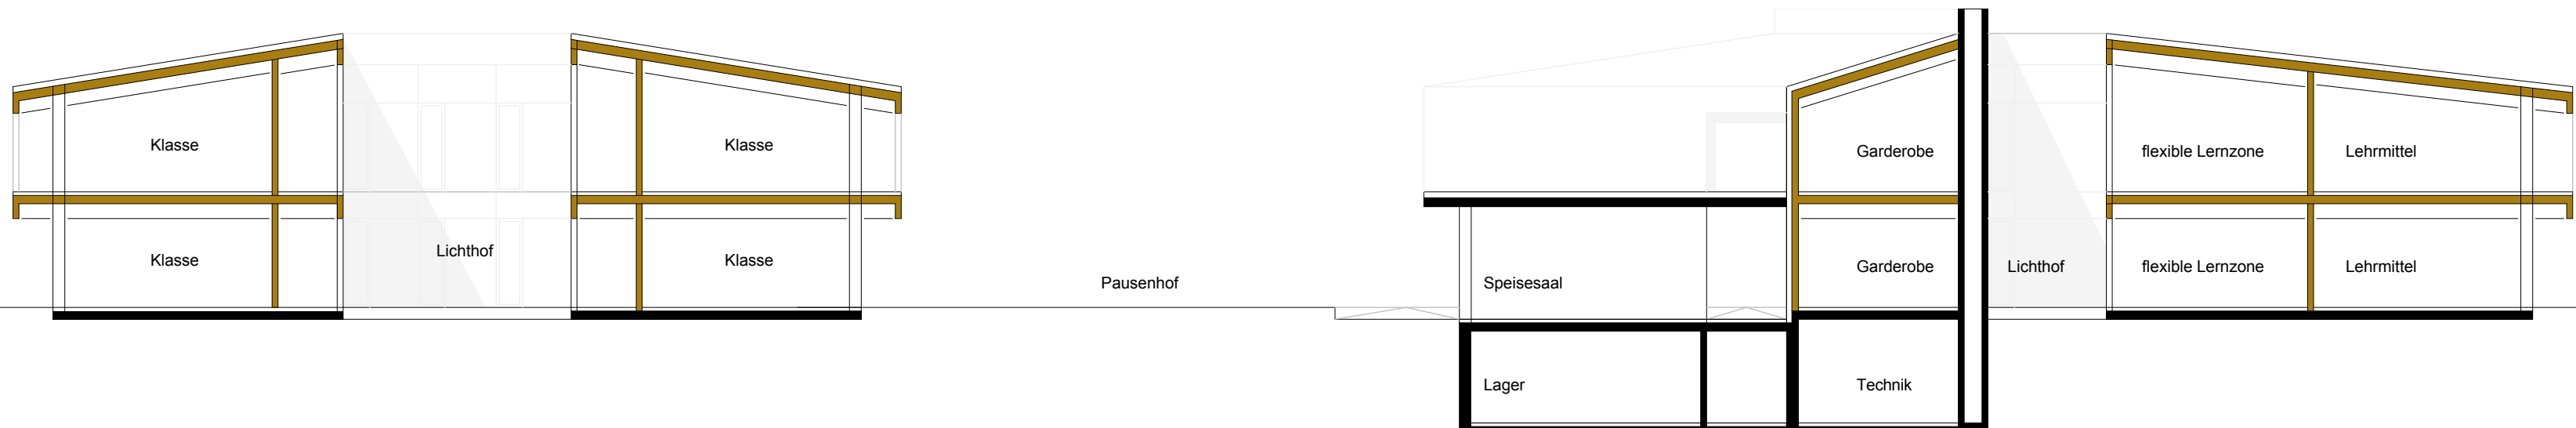 Klasse
Klasse
Garderobe
flexible Lernzone
Lehrmittel
Klasse
Lichthof
Klasse
Pausenhof
Speisesaal
Garderobe
Lichthof
flexible Lernzone
Lehrmittel
Lager
Technik